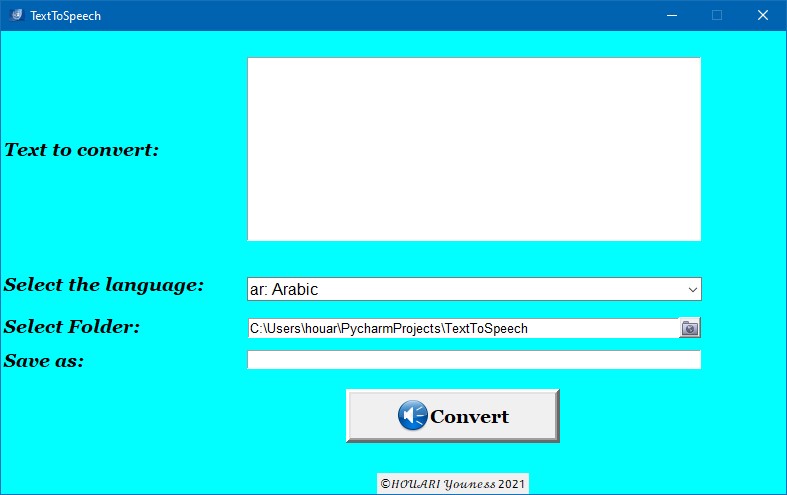 TextToSpeech
Text to convert:
Select the language:
ar: Arabic
Select Folder:
C:\Users\houar\PycharmProjects\TextToSpeech
Save as:
Convert
©HOUARI Youness 2021